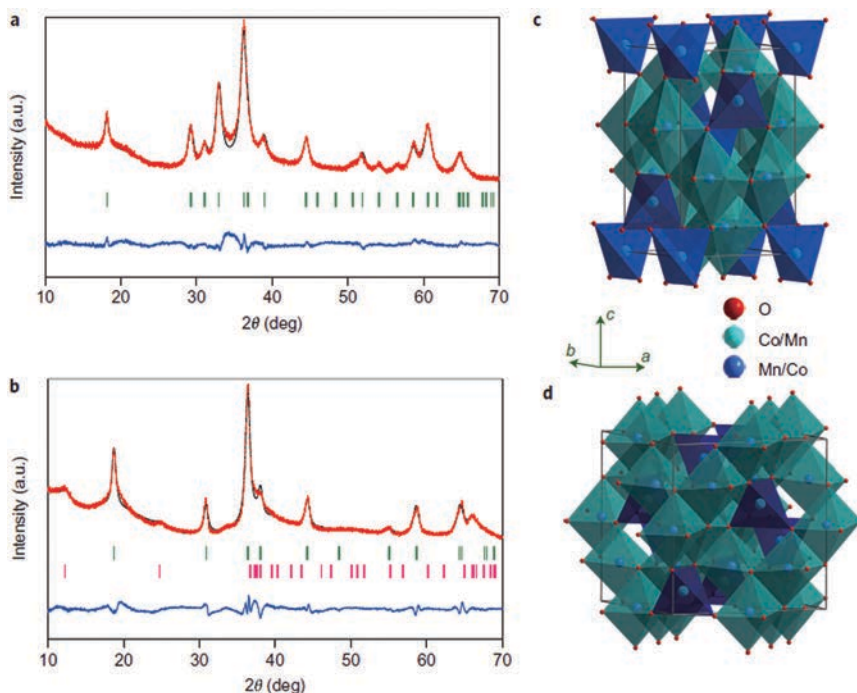 a
Intensity (a.u.)
10 20 30 40 50 60 70
2θ (deg)
b
Intensity (a.u.)
10 20 30 40 50 60 70
2θ (deg)
c
c
b a
O
Co/Mn
Mn/Co
d